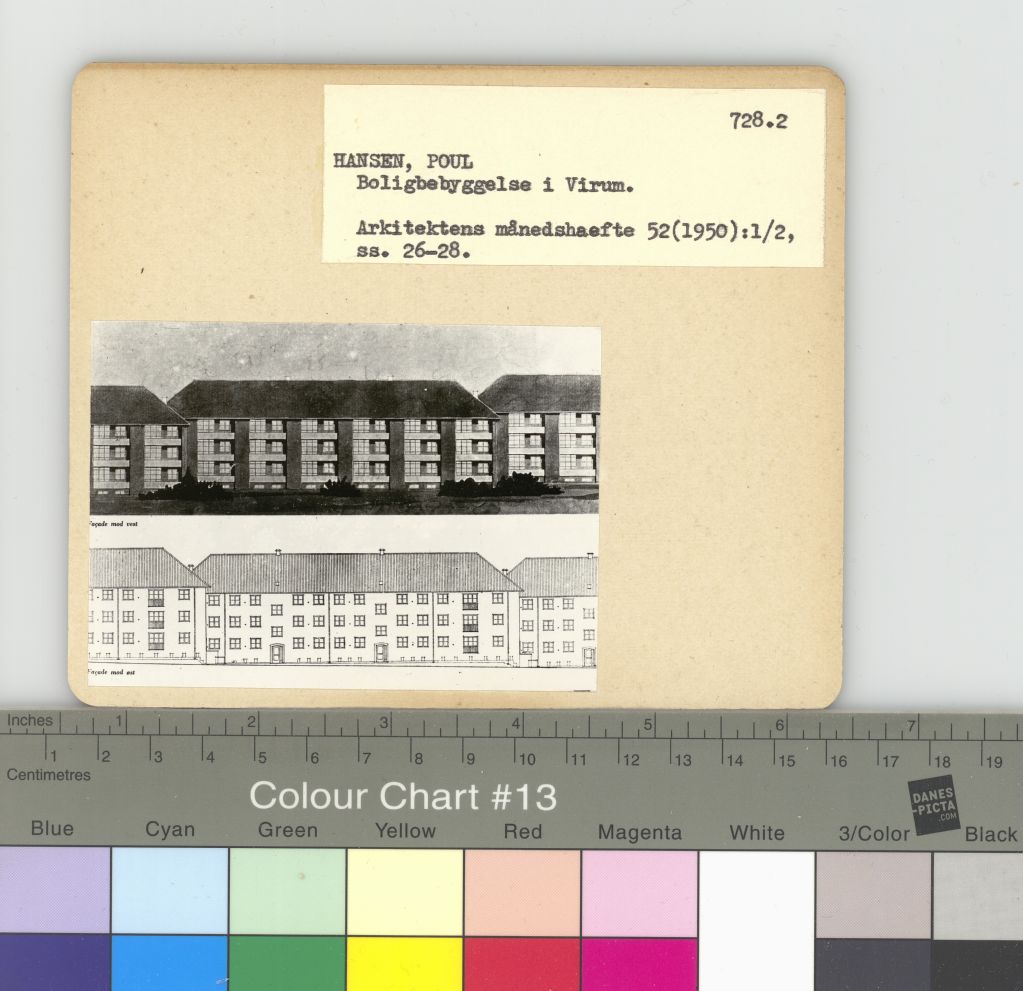 728.2
HANSEN, POUL
Boligbebyggelse i Virum.
Arkitektens månedshaefte 52(1950):1/2,
ss. 26-28.
Façade mod vest
Façade mod øst
Inches 1 2 3 4 5 6 7
1 2 3 4 5 6 7 8 9 10 11 12 13 14 15 16 17 18 19
Centimetres
Colour Chart #13
DANES
-PICTA
.COM
Blue Cyan Green Yellow Red Magenta White 3/Color Black